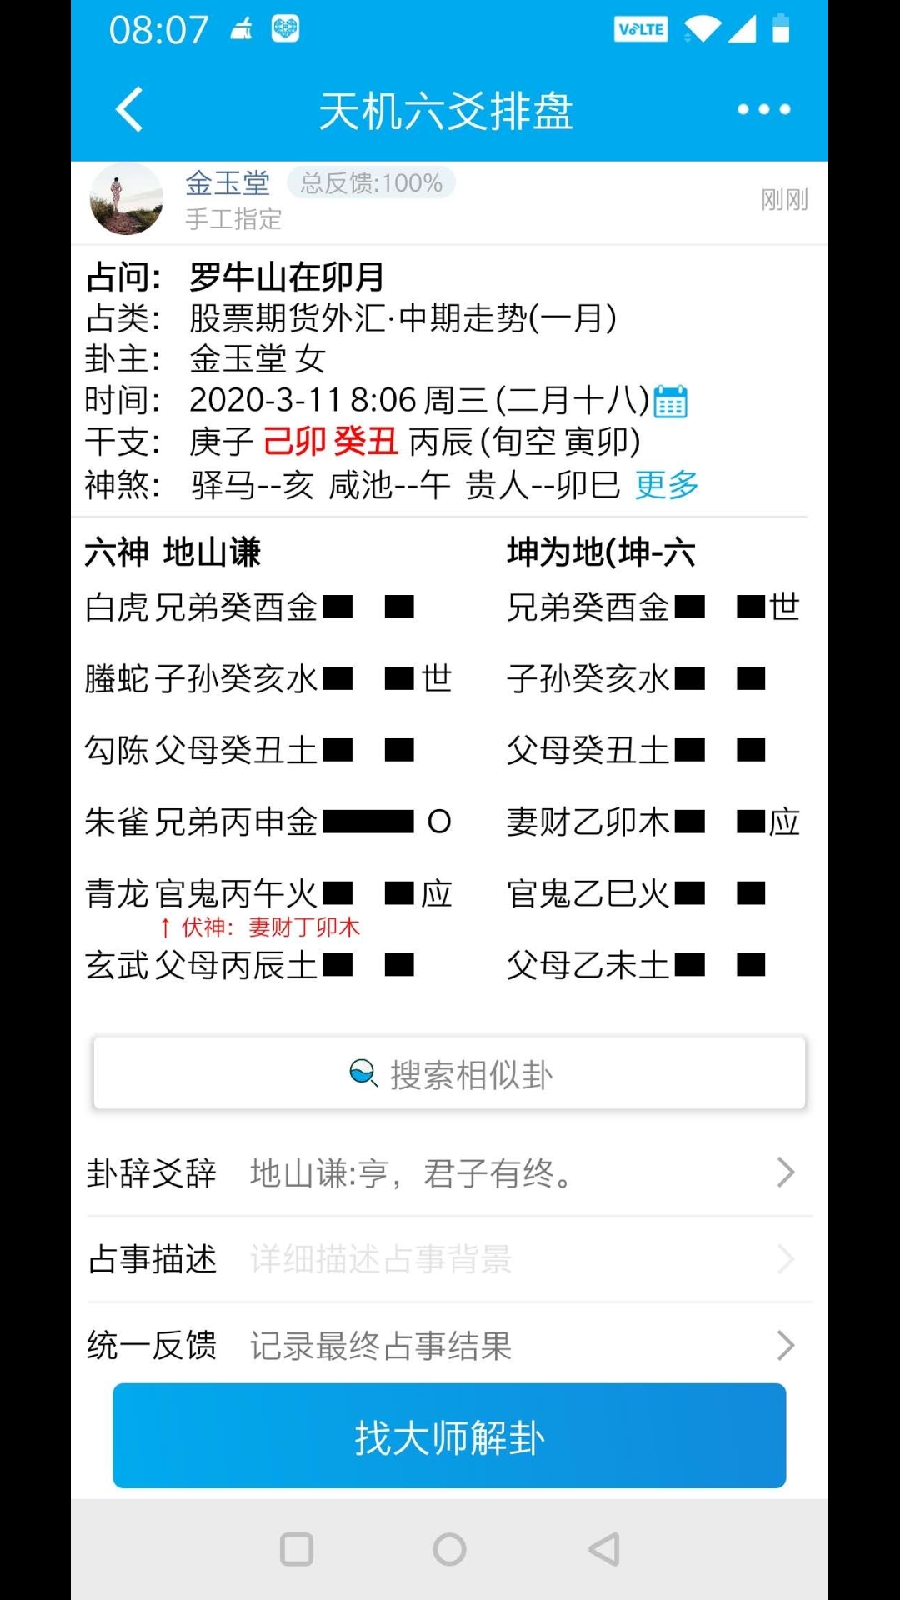 08:07 VoLTE
天机六爻排盘
金玉堂 总反馈:100%
手工指定 刚刚
占问: 罗牛山在卯月
占类: 股票期货外汇·中期走势(一月)
卦主: 金玉堂 女
时间: 2020-3-11 8:06 周三 (二月十八)
干支: 庚子 己卯 癸丑 丙辰 (旬空 寅卯)
神煞: 驿马--亥 咸池--午 贵人--卯巳 更多
六神 地山谦 坤为地(坤-六
白虎 兄弟癸酉金 兄弟癸酉金 世
螣蛇 子孙癸亥水 世 子孙癸亥水
勾陈 父母癸丑土 父母癸丑土
朱雀 兄弟丙申金 O 妻财乙卯木 应
青龙 官鬼丙午火 应 官鬼乙巳火
↑ 伏神: 妻财丁卯木
玄武 父母丙辰土 父母乙未土
搜索相似卦
卦辞爻辞 地山谦:亨，君子有终。
占事描述 详细描述占事背景
统一反馈 记录最终占事结果
找大师解卦